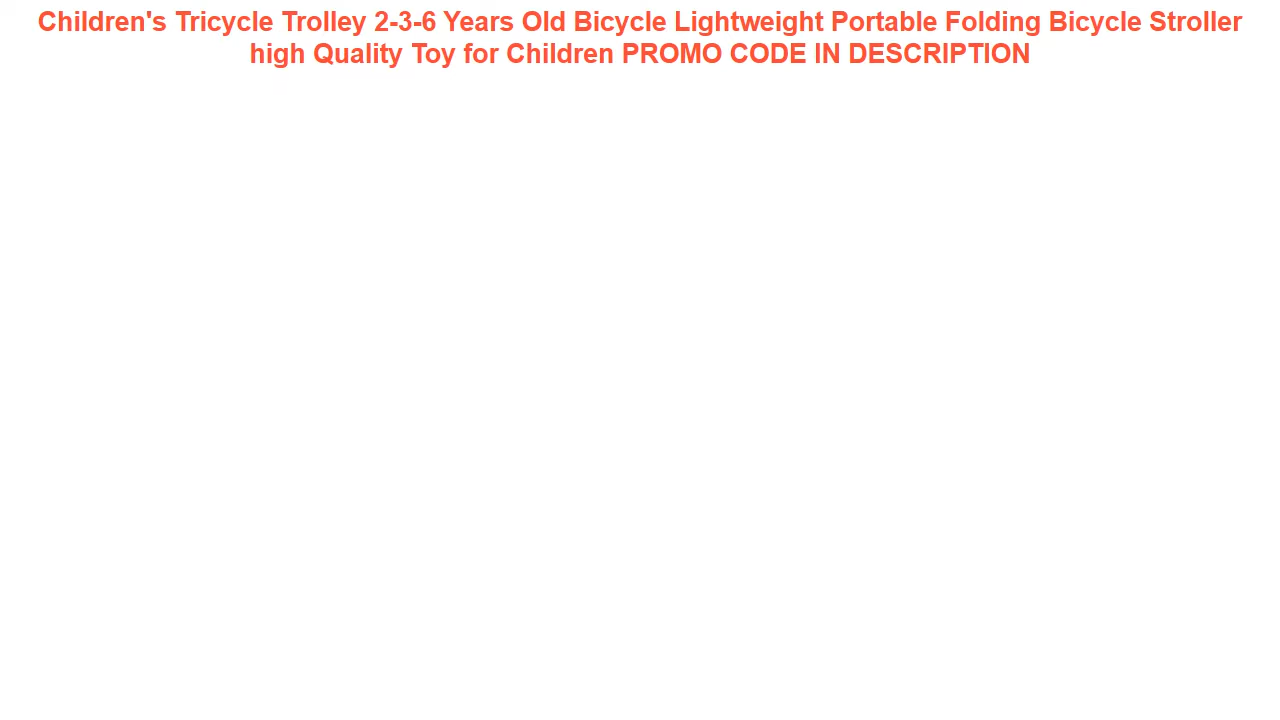 Children's Tricycle Trolley 2-3-6 Years Old Bicycle Lightweight Portable Folding Bicycle Stroller
high Quality Toy for Children PROMO CODE IN DESCRIPTION